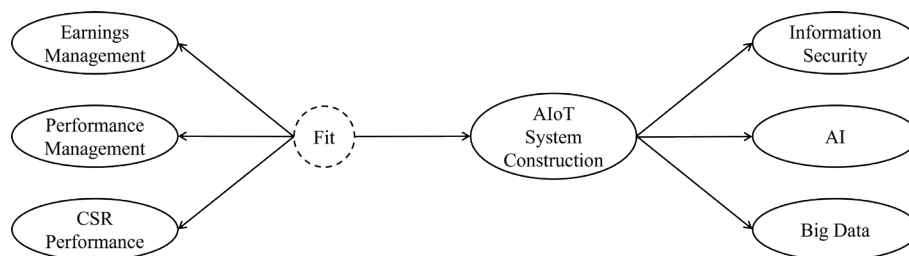 Earnings
Management
Performance
Management
CSR
Performance
Fit
AIoT
System
Construction
Information
Security
AI
Big Data